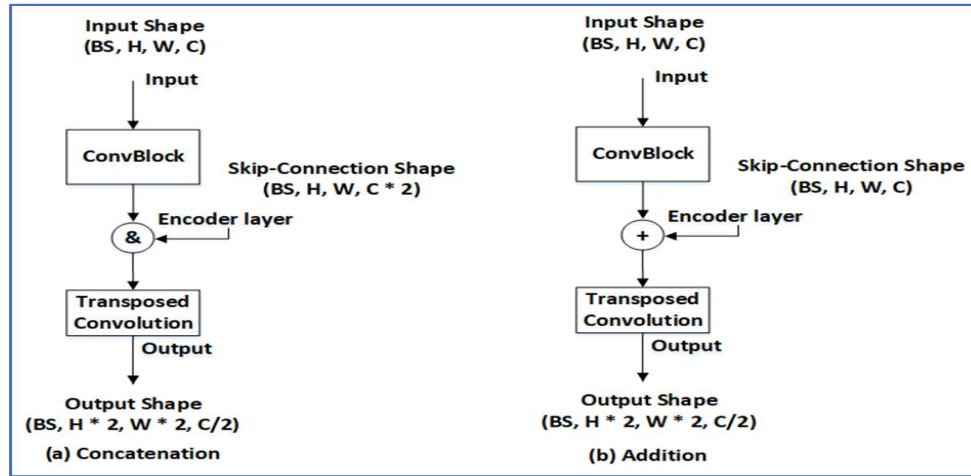 Input Shape
(BS, H, W, C)
Input
ConvBlock
Skip-Connection Shape
(BS, H, W, C * 2)
Encoder layer
&
Transposed
Convolution
Output
Output Shape
(BS, H * 2, W * 2, C/2)
(a) Concatenation
Input Shape
(BS, H, W, C)
Input
ConvBlock
Skip-Connection Shape
(BS, H, W, C)
Encoder layer
+
Transposed
Convolution
Output
Output Shape
(BS, H * 2, W * 2, C/2)
(b) Addition